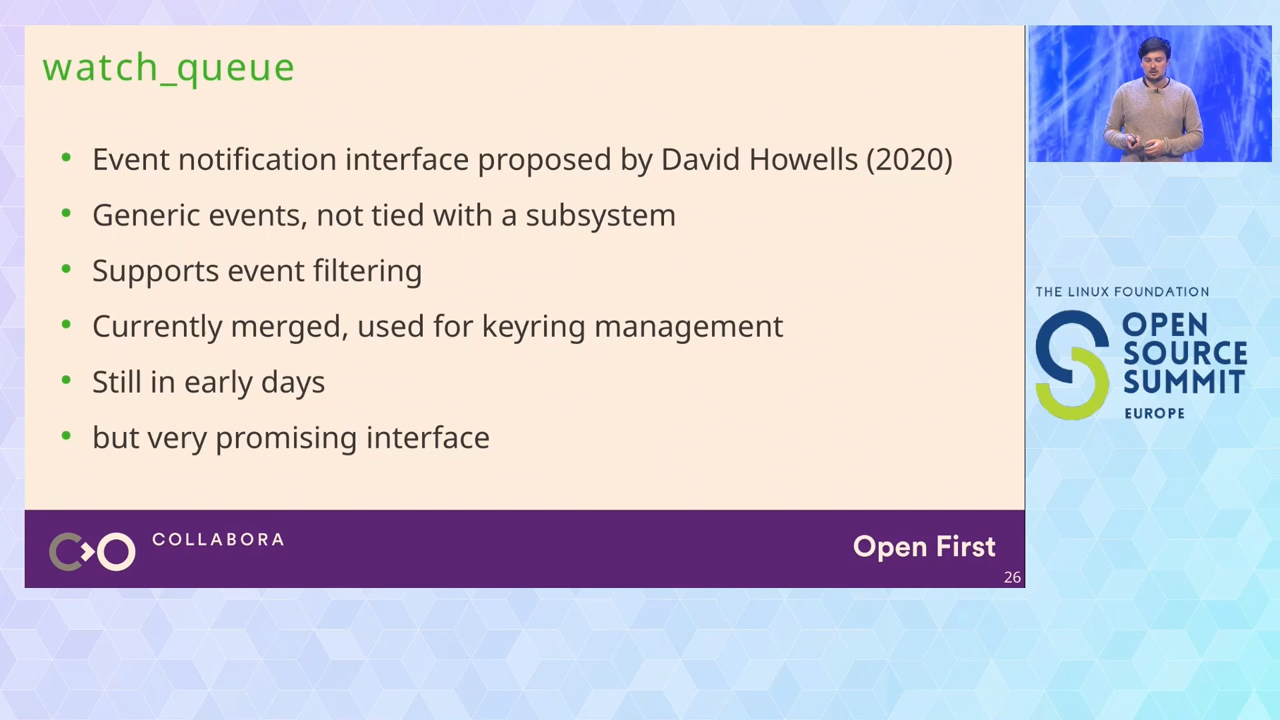 watch_queue
• Event notification interface proposed by David Howells (2020)
• Generic events, not tied with a subsystem
• Supports event filtering
• Currently merged, used for keyring management
• Still in early days
• but very promising interface
COLLABORA
Open First
26
THE LINUX FOUNDATION
OPEN
SOURCE
SUMMIT
EUROPE